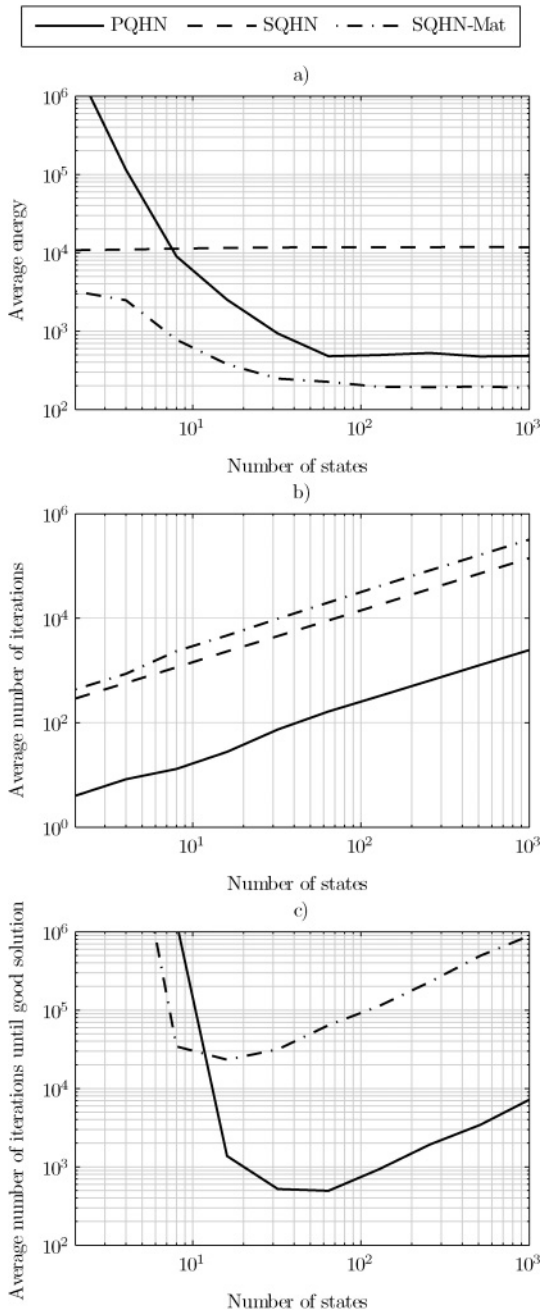 PQHN SQHN SQHN-Mat
a)
Average energy
10^6
10^5
10^4
10^3
10^2
10^1 10^2 10^3
Number of states
b)
Average number of iterations
10^6
10^4
10^2
10^0
10^1 10^2 10^3
Number of states
c)
Average number of iterations until good solution
10^6
10^5
10^4
10^3
10^2
10^1 10^2 10^3
Number of states